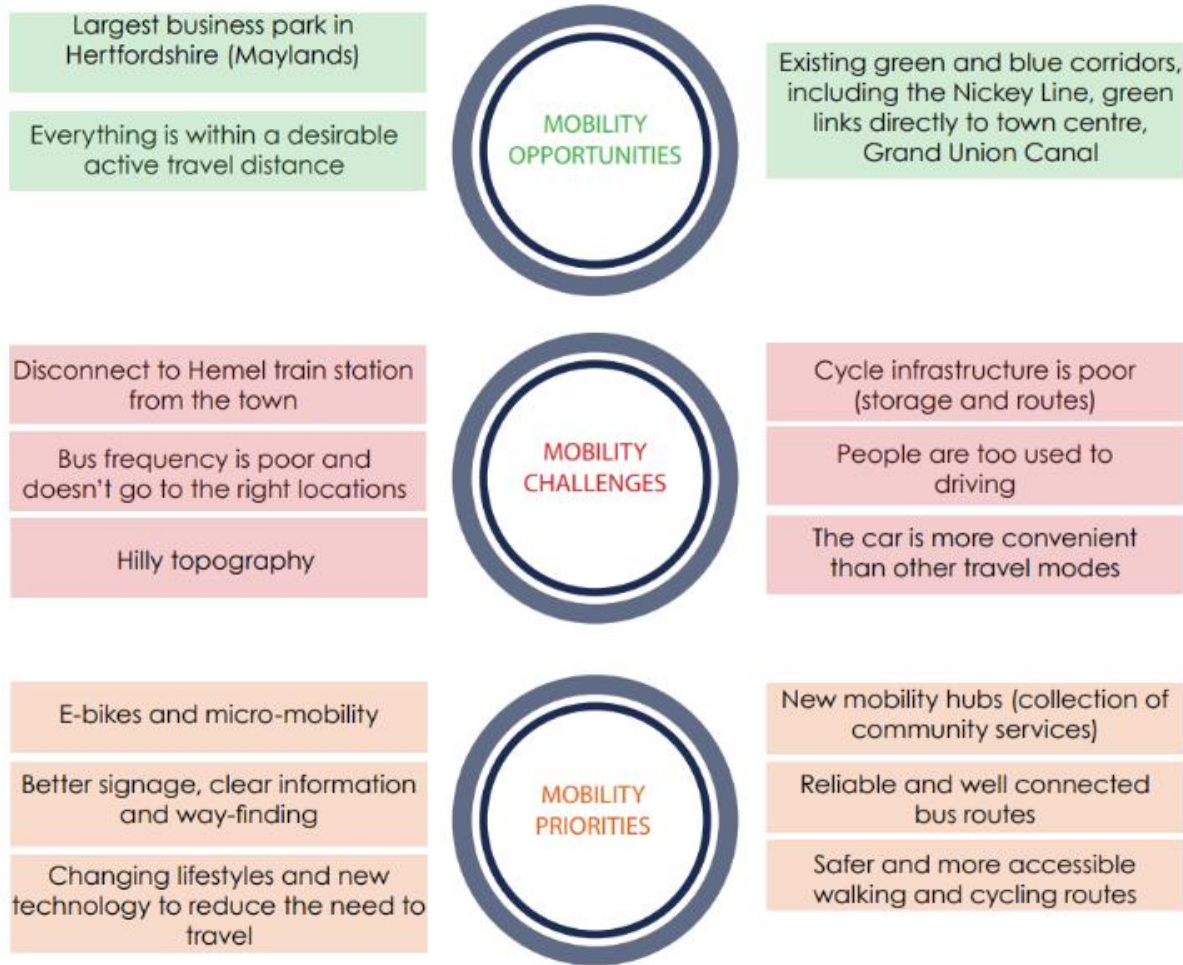 Largest business park in
Hertfordshire (Maylands)
Everything is within a desirable
active travel distance
MOBILITY
OPPORTUNITIES
Existing green and blue corridors,
including the Nickey Line, green
links directly to town centre,
Grand Union Canal
Disconnect to Hemel train station
from the town
Bus frequency is poor and
doesn't go to the right locations
Hilly topography
MOBILITY
CHALLENGES
Cycle infrastructure is poor
(storage and routes)
People are too used to
driving
The car is more convenient
than other travel modes
E-bikes and micro-mobility
Better signage, clear information
and way-finding
Changing lifestyles and new
technology to reduce the need to
travel
MOBILITY
PRIORITIES
New mobility hubs (collection of
community services)
Reliable and well connected
bus routes
Safer and more accessible
walking and cycling routes